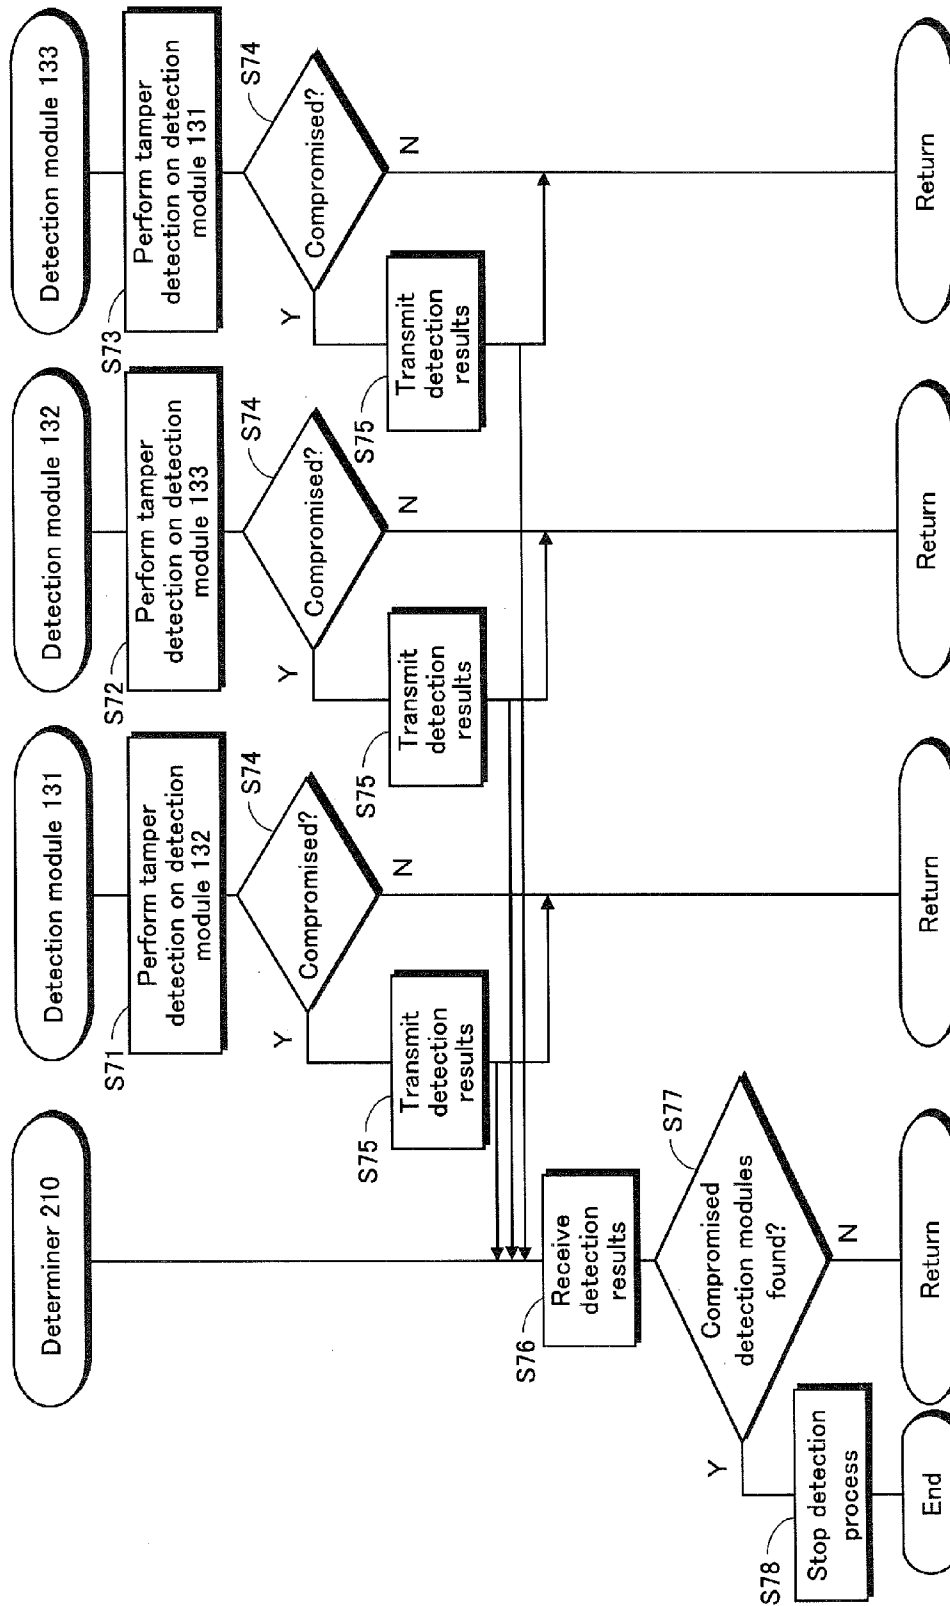 Determiner 210
Detection module 131
Detection module 132
Detection module 133
S71
Perform tamper
detection on detection
module 132
S72
Perform tamper
detection on detection
module 133
S73
Perform tamper
detection on detection
module 131
S74
Compromised?
Y
N
S74
Compromised?
Y
N
S74
Compromised?
Y
N
S75
Transmit
detection
results
S75
Transmit
detection
results
S75
Transmit
detection
results
S76
Receive
detection
results
S77
Compromised
detection modules
found?
Y
N
S78
Stop detection
process
End
Return
Return
Return
Return